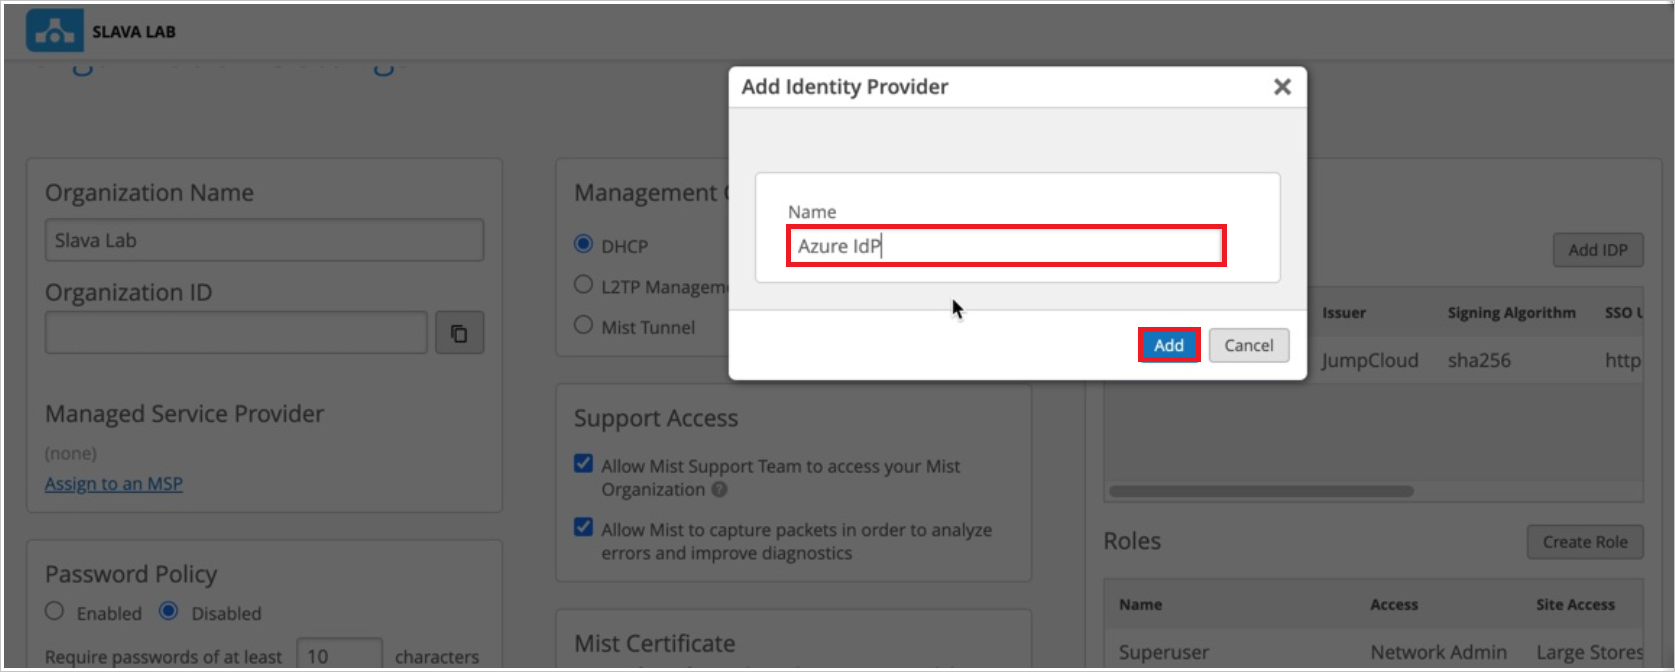 SLAVA LAB
Add Identity Provider
Name
Azure IdP
Add
Cancel
Organization Name
Slava Lab
Organization ID
Managed Service Provider
(none)
Assign to an MSP
Password Policy
Enabled
Disabled
Require passwords of at least 10 characters
Management
DHCP
L2TP
Mist Tunnel
Support Access
Allow Mist Support Team to access your Mist
Organization
Allow Mist to capture packets in order to analyze
errors and improve diagnostics
Mist Certificate
Add IDP
Issuer Signing Algorithm SSO
JumpCloud sha256 http
Roles
Create Role
Name Access Site Access
Superuser Network Admin Large Stores